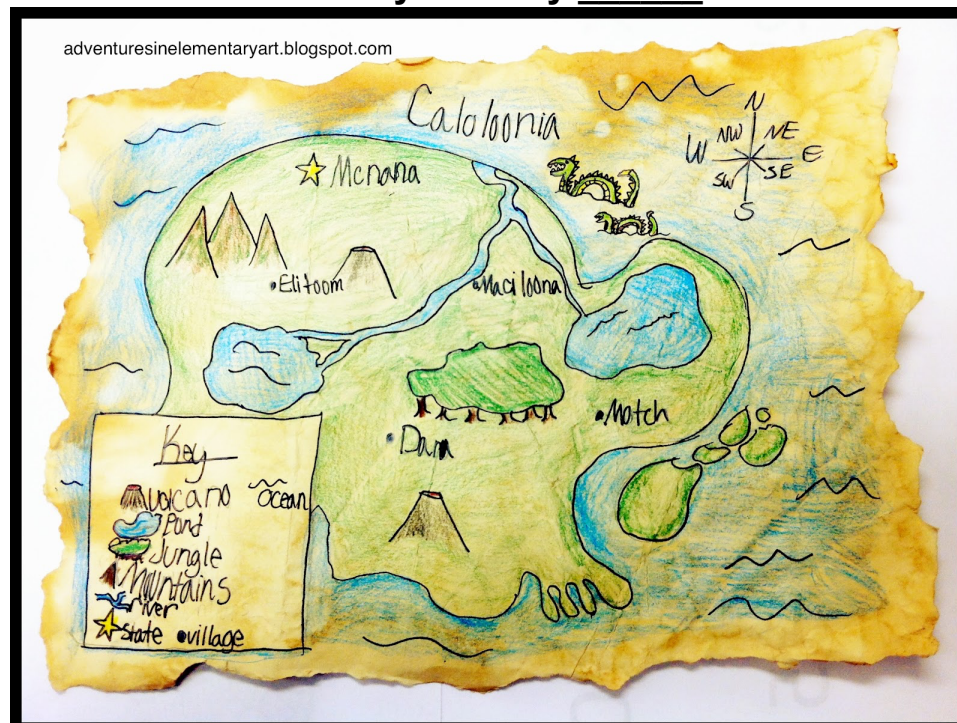 adventuresinelementaryart.blogspot.com
Caloloonia
N
NW NE
W E
SW SE
S
Mcnana
Elitoom
Maciloona
Motch
Dana
Key
Volcano
Ocean
Pond
Jungle
Mountains
river
State village